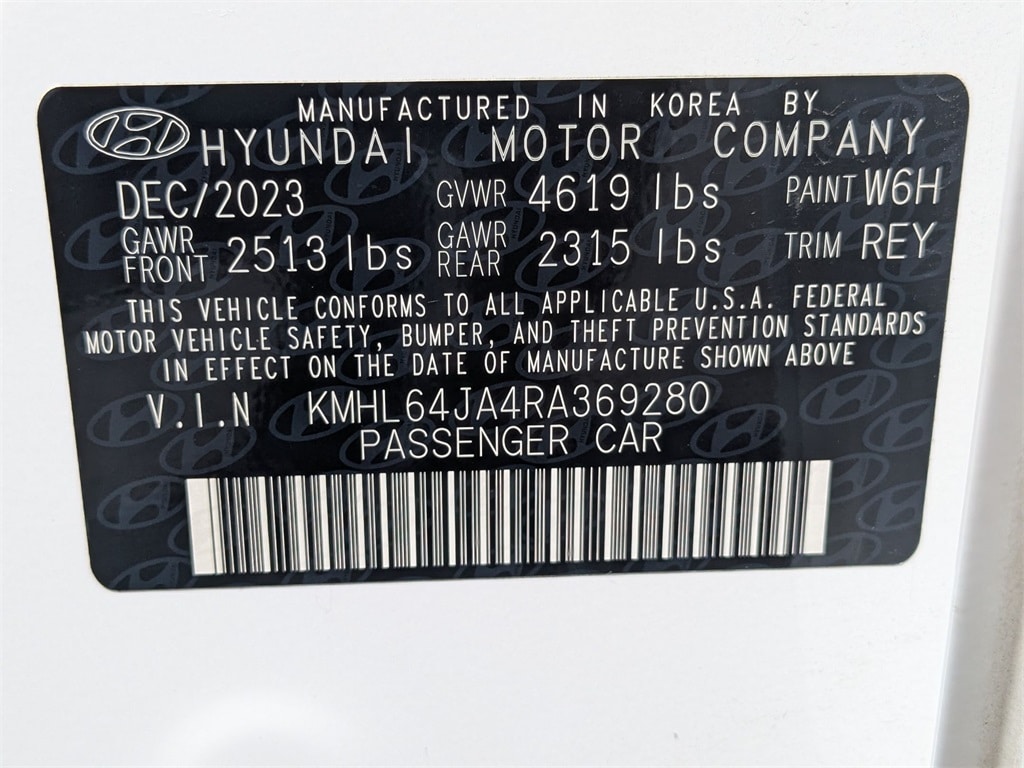 MANUFACTURED IN KOREA BY
HYUNDAI MOTOR COMPANY
DEC/2023 GVWR 4619 lbs PAINT W6H
GAWR FRONT 2513 lbs GAWR REAR 2315 lbs TRIM REY
THIS VEHICLE CONFORMS TO ALL APPLICABLE U.S.A. FEDERAL
MOTOR VEHICLE SAFETY, BUMPER, AND THEFT PREVENTION STANDARDS
IN EFFECT ON THE DATE OF MANUFACTURE SHOWN ABOVE
V.I.N KMHL64JA4RA369280
PASSENGER CAR